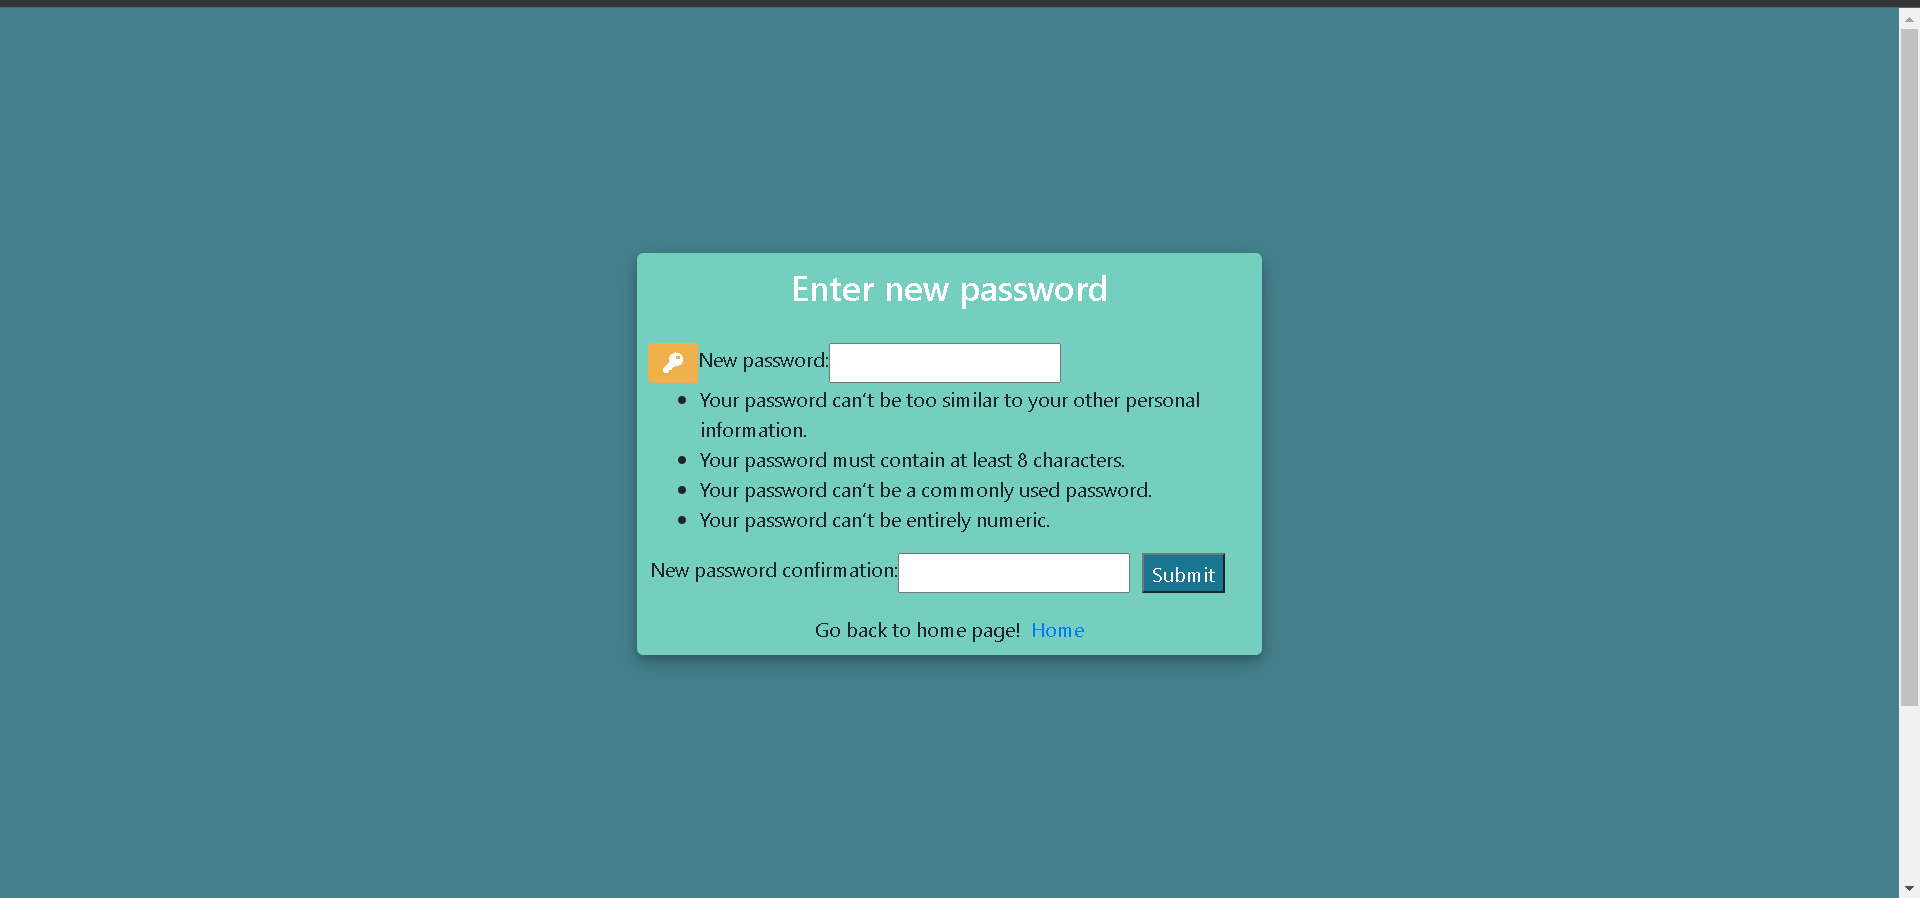 Enter new password
New password:
Your password can't be too similar to your other personal
information.
Your password must contain at least 8 characters.
Your password can't be a commonly used password.
Your password can't be entirely numeric.
New password confirmation: Submit
Go back to home page! Home